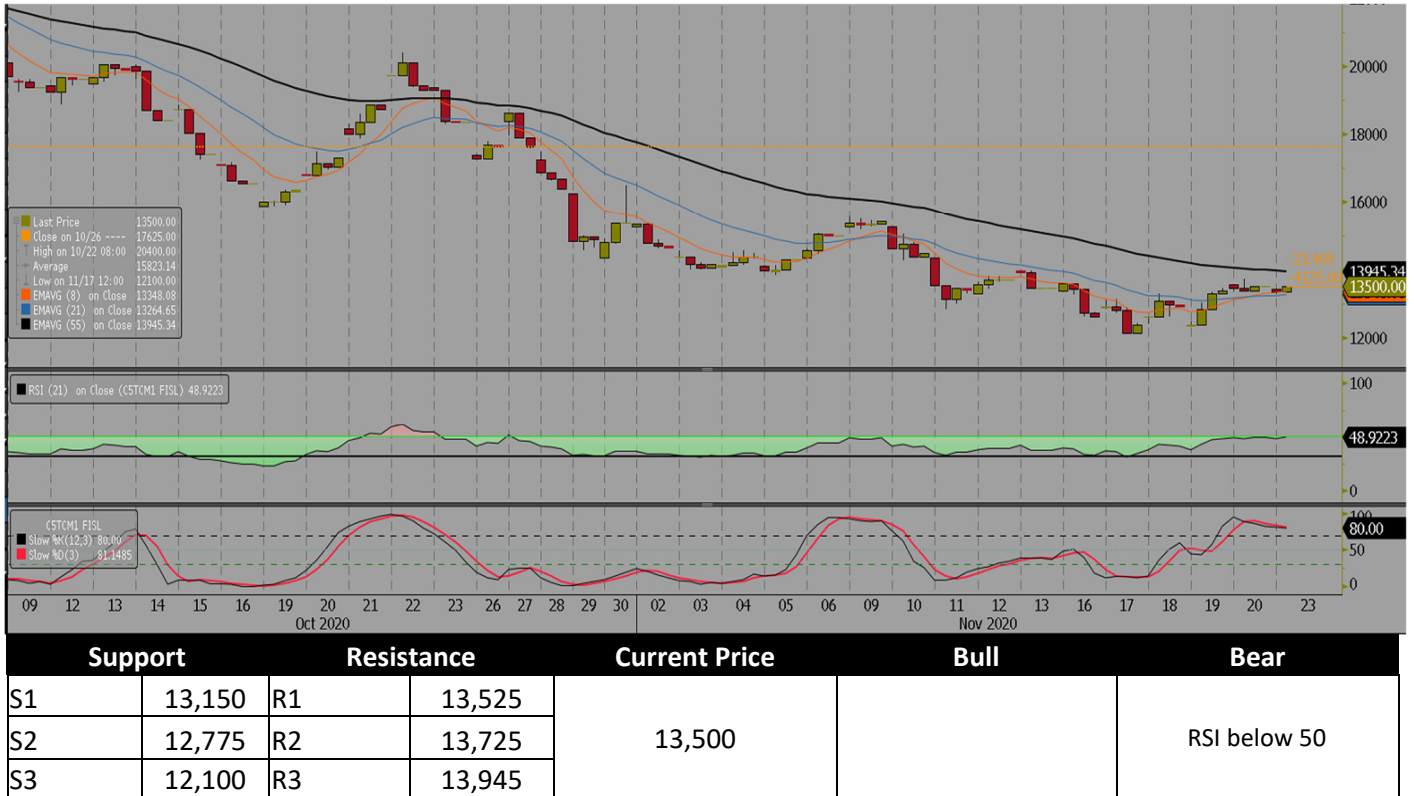 20000
18000
16000
12000
Last Price 13500.00
Close on 10/26 ---- 17625.00
High on 10/22 08:00 20400.00
Average 15823.14
Low on 11/17 12:00 12100.00
EMAVG (8) on Close 13348.08
EMAVG (21) on Close 13264.65
EMAVG (55) on Close 13945.34
23.40%
-4125.00
13945.34
13500.00
RSI (21) on Close (C5TCM1 FISL) 48.9223
100
48.9223
0
C5TCM1 FISL
Slow %K(12,3) 80.00
Slow %D(3) 81.1485
100
80.00
50
0
09 12 13 14 15 16 19 20 21 22 23 26 27 28 29 30 02 03 04 05 06 09 10 11 12 13 16 17 18 19 20 23
Oct 2020 Nov 2020
Support Resistance Current Price Bull Bear
S1 13,150 R1 13,525
S2 12,775 R2 13,725 13,500 RSI below 50
S3 12,100 R3 13,945